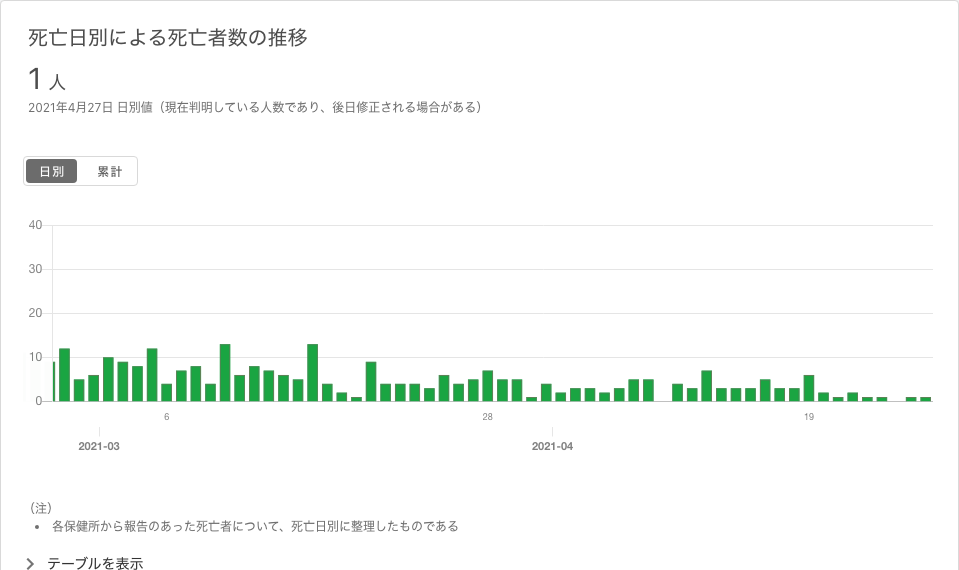 死亡日別による死亡者数の推移
1 人
2021年4月27日 日別値（現在判明している人数であり、後日修正される場合がある）
日別 累計
40
30
20
10
0
6 28 19
2021-03 2021-04
（注）
• 各保健所から報告のあった死亡者について、死亡日別に整理したものである
テーブルを表示